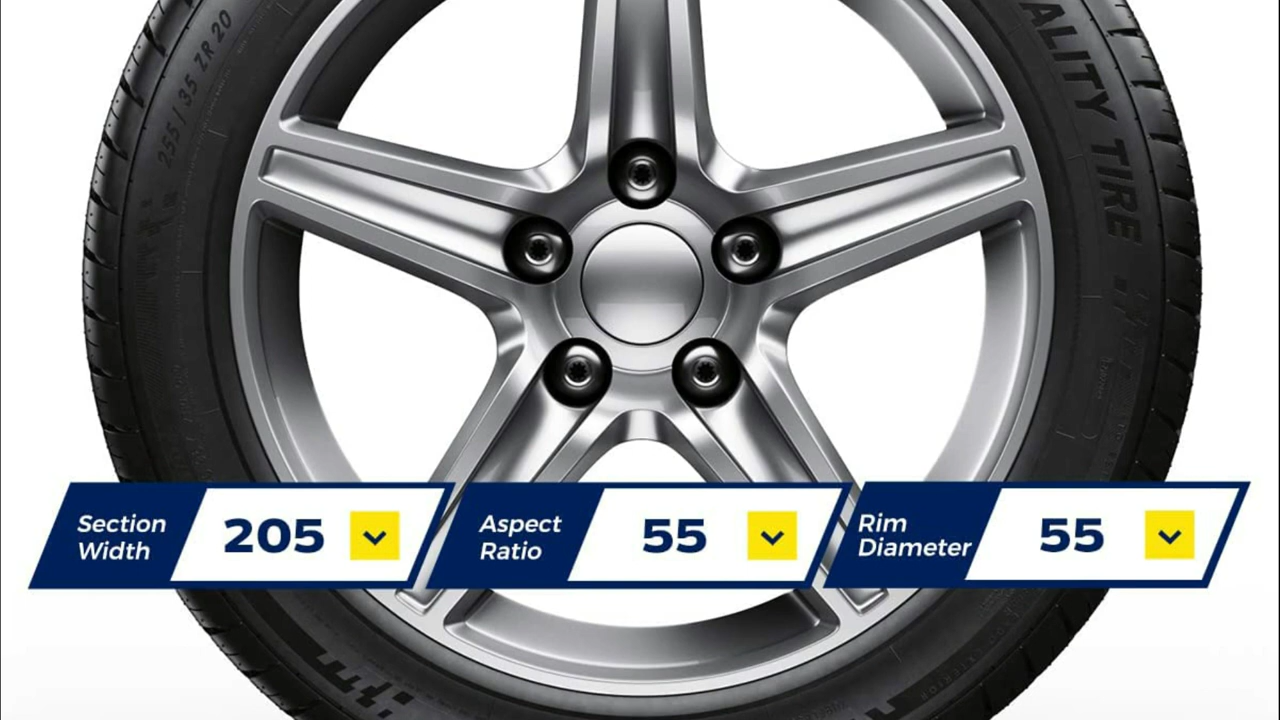 255 / 35 ZR 20
ALITY TIRE
Section
Width
205
Aspect
Ratio
55
Rim
Diameter
55